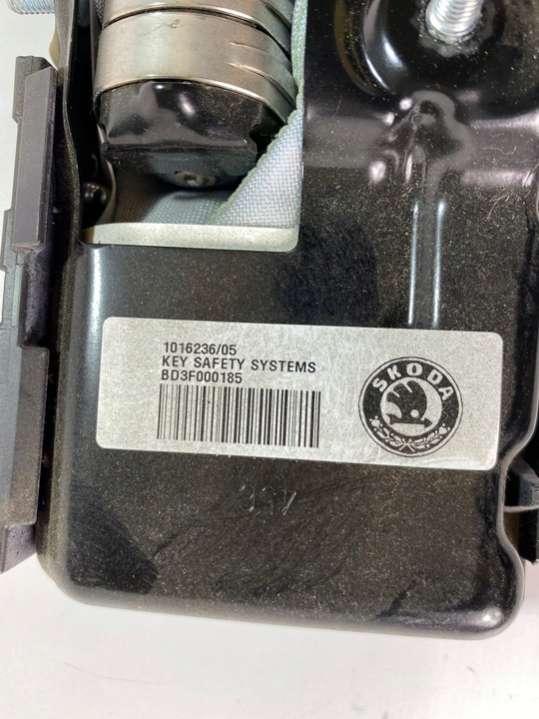 1016236/05
KEY SAFETY SYSTEMS
BD3F000185
SKODA